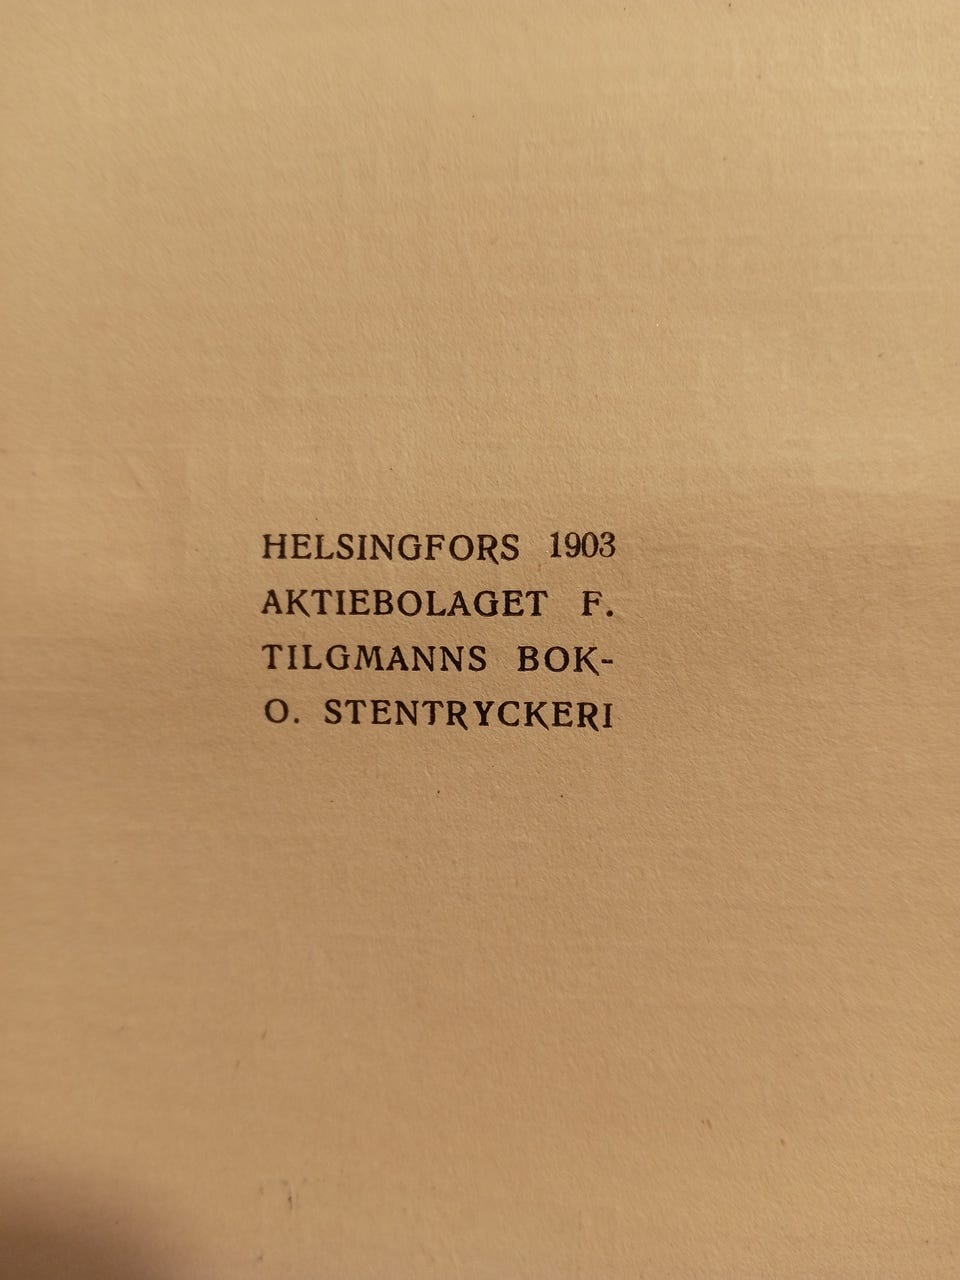 HELSINGFORS 1903
AKTIEBOLAGET F.
TILGMANNS BOK-
O. STENTRYCKERI